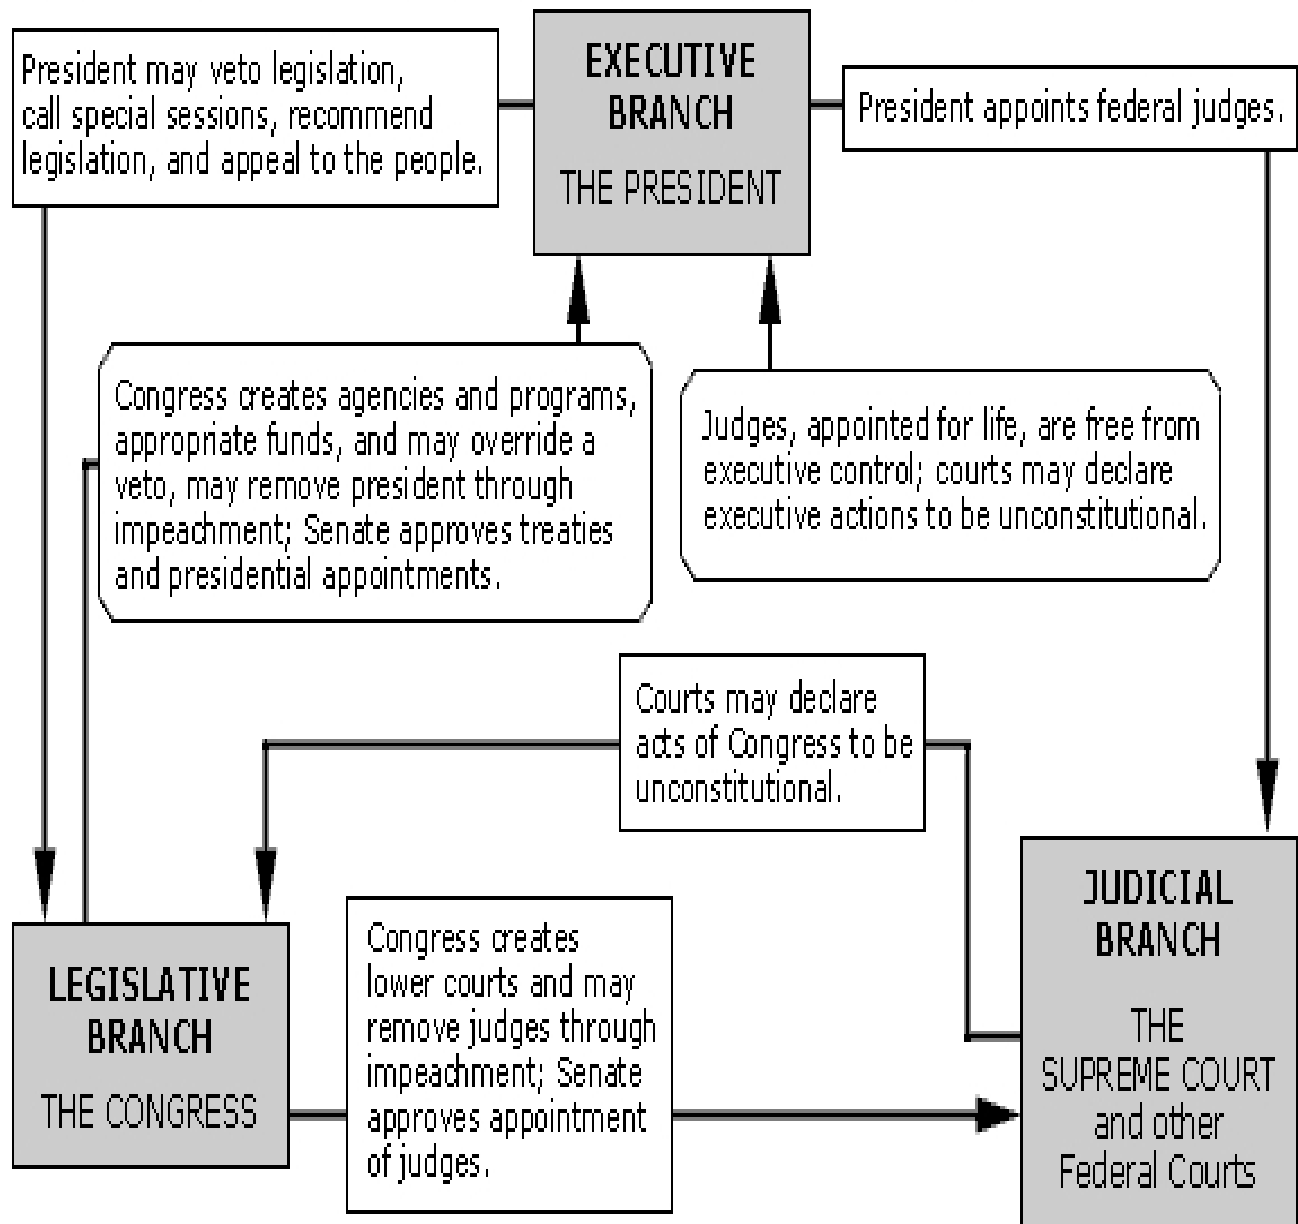 President may veto legislation,
call special sessions, recommend
legislation, and appeal to the people.
EXECUTIVE
BRANCH
THE PRESIDENT
President appoints federal judges.
Congress creates agencies and programs,
appropriate funds, and may override a
veto, may remove president through
impeachment; Senate approves treaties
and presidential appointments.
Judges, appointed for life, are free from
executive control; courts may declare
executive actions to be unconstitutional.
Courts may declare
acts of Congress to be
unconstitutional.
LEGISLATIVE
BRANCH
THE CONGRESS
Congress creates
lower courts and may
remove judges through
impeachment; Senate
approves appointment
of judges.
JUDICIAL
BRANCH
THE
SUPREME COURT
and other
Federal Courts